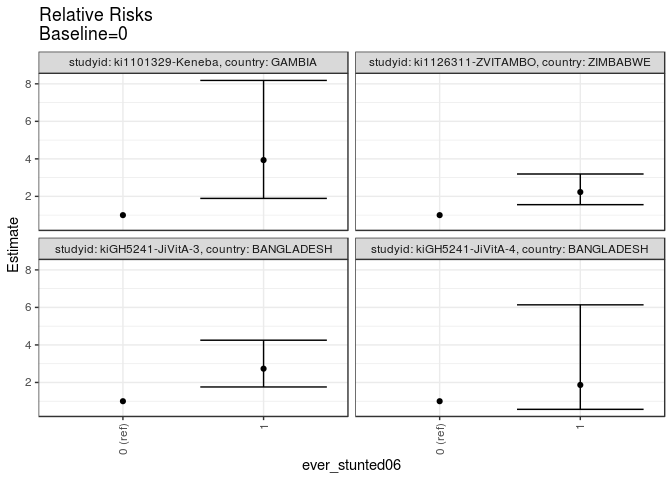 Relative Risks
Baseline=0
studyid: ki1101329-Keneba, country: GAMBIA
studyid: ki1126311-ZVITAMBO, country: ZIMBABWE
8
6
4
2
studyid: kiGH5241-JiVitA-3, country: BANGLADESH
studyid: kiGH5241-JiVitA-4, country: BANGLADESH
8
6
4
2
Estimate
0 (ref)
1
0 (ref)
1
ever_stunted06